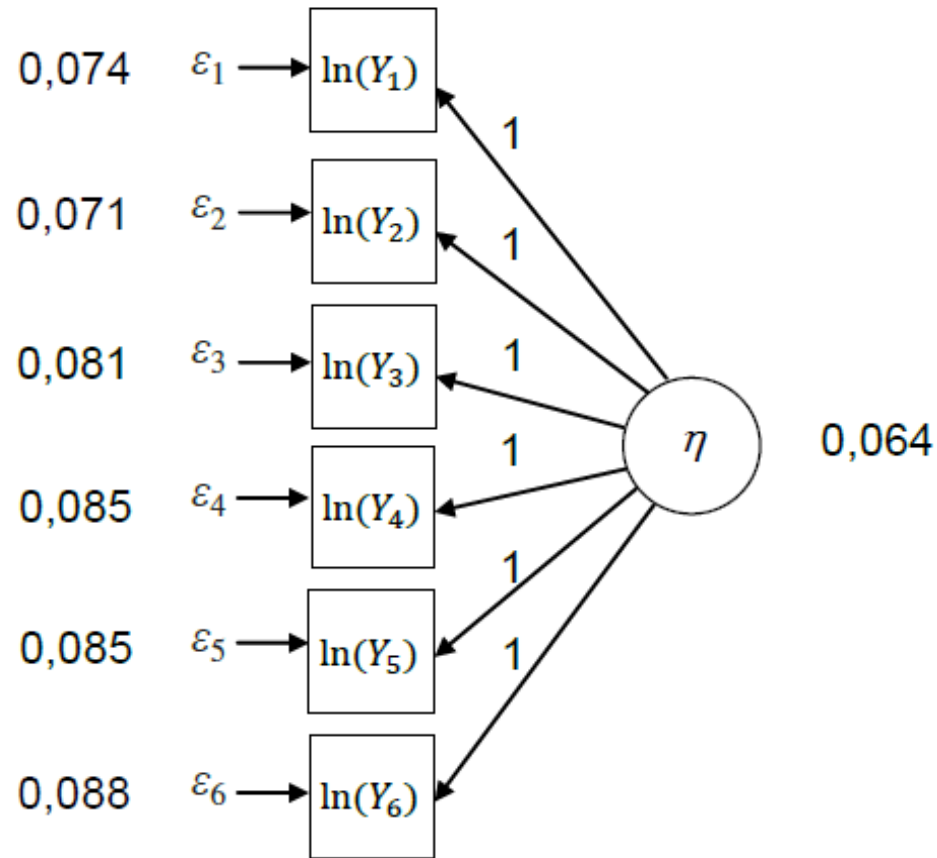 0,074 ε₁ ln(Y₁)
1
0,071 ε₂ ln(Y₂)
1
0,081 ε₃ ln(Y₃)
1
η 0,064
1
0,085 ε₄ ln(Y₄)
1
0,085 ε₅ ln(Y₅)
1
0,088 ε₆ ln(Y₆)